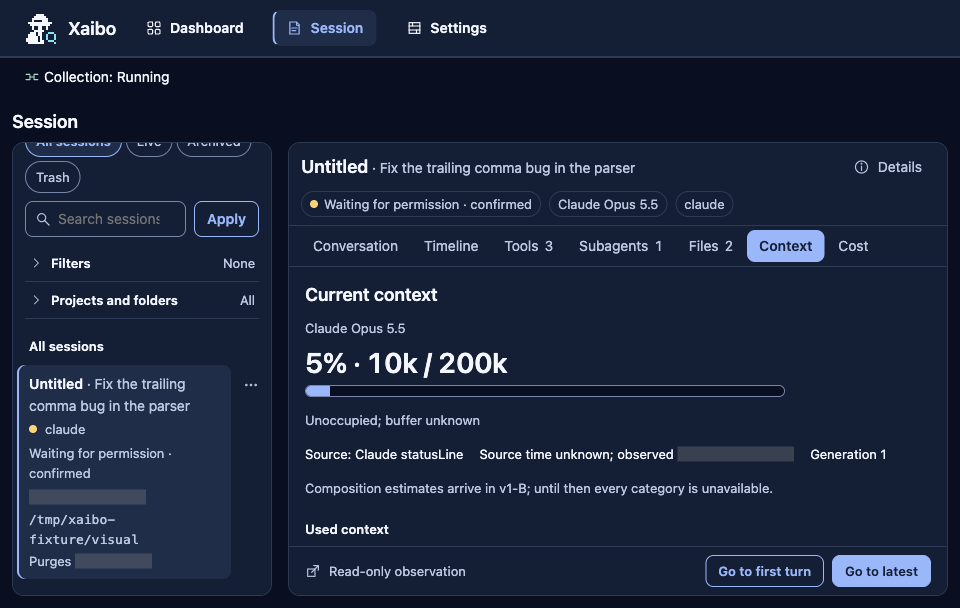 Xaibo
Dashboard
Session
Settings
Collection: Running
Session
All sessions
Live
Archived
Trash
Search sessions
Apply
Filters
None
Projects and folders
All
All sessions
Untitled · Fix the trailing
comma bug in the parser
claude
Waiting for permission ·
confirmed
/tmp/xaibo-
fixture/visual
Purges
Untitled · Fix the trailing comma bug in the parser
Details
Waiting for permission · confirmed
Claude Opus 5.5
claude
Conversation
Timeline
Tools 3
Subagents 1
Files 2
Context
Cost
Current context
Claude Opus 5.5
5% · 10k / 200k
Unoccupied; buffer unknown
Source: Claude statusLine
Source time unknown; observed
Generation 1
Composition estimates arrive in v1-B; until then every category is unavailable.
Used context
Read-only observation
Go to first turn
Go to latest